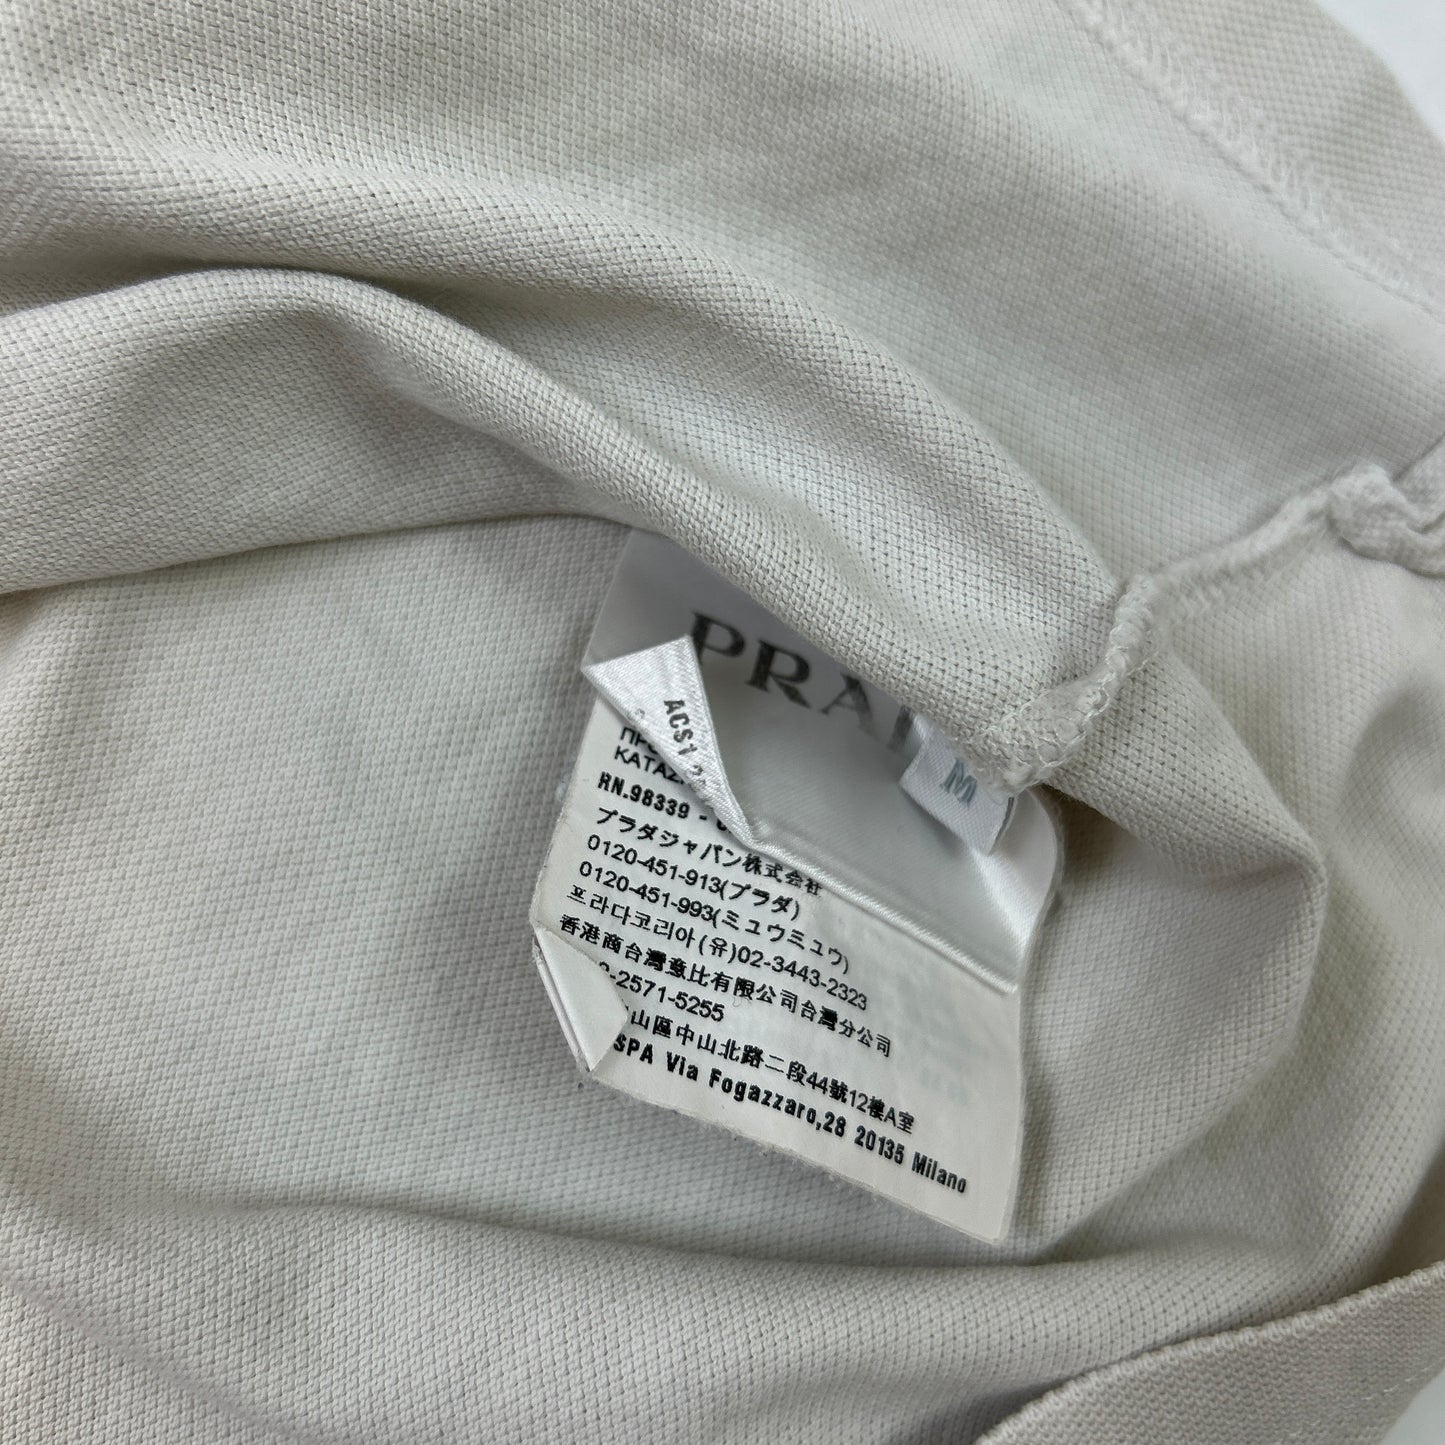 PRA
M
ACS1
KATAZ
RN.98339 -
プラダジャパン株式会社
0120-451-913(プラダ)
0120-451-993(ミュウミュウ)
프라다코리아(유)02-3443-2323
香港商台灣意比有限公司台灣分公司
-2571-5255
山區中山北路二段44號12樓A室
SPA Via Fogazzaro,28 20135 Milano